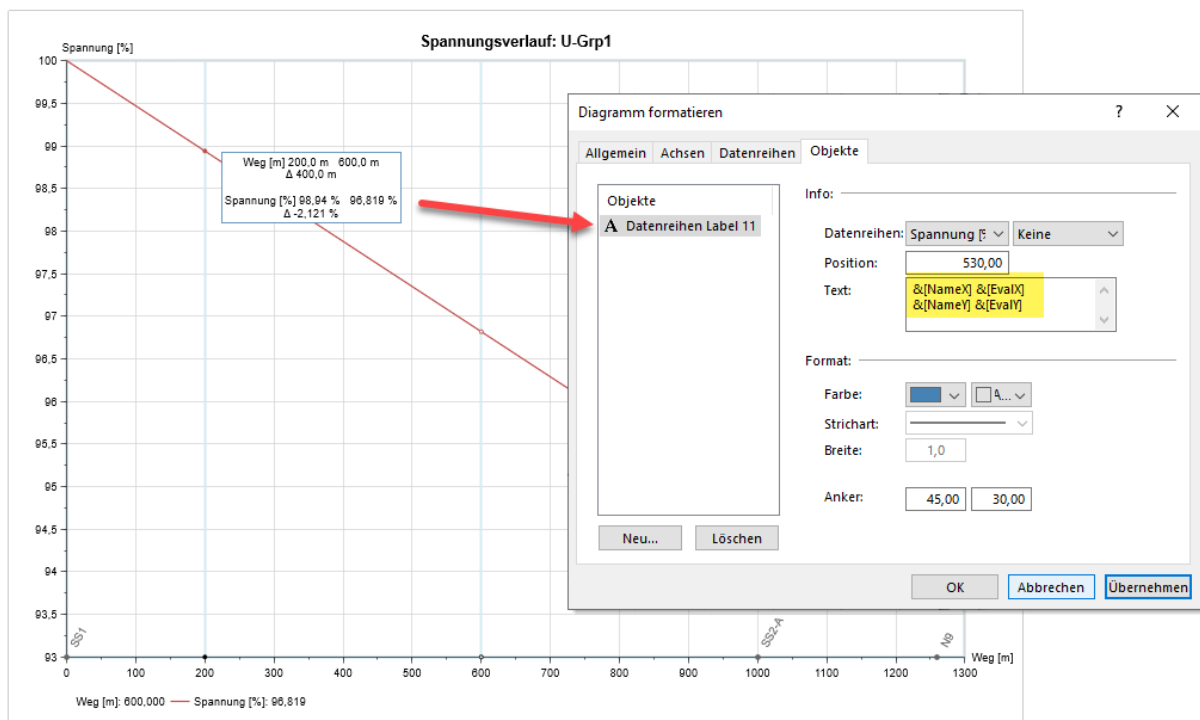 Spannungsverlauf: U-Grp1
Spannung [%]
100
99,5
99
98,5
98
97,5
97
96,5
96
95,5
95
94,5
94
93,5
93
Weg [m] 200,0 m 600,0 m
Δ 400,0 m
Spannung [%] 98,94 % 96,819 %
Δ -2,121 %
SS1
SS2-A
N9
0 100 200 300 400 500 600 700 800 900 1000 1100 1200 1300
Weg [m]
Weg [m]: 600,000 Spannung [%]: 96,819
Diagramm formatieren
?
Allgemein Achsen Datenreihen Objekte
Objekte
A Datenreihen Label 11
Neu... Löschen
Info:
Datenreihen: Spannung [ Keine
Position: 530,00
Text: &[NameX] &[EvalX]
&[NameY] &[EvalY]
Format:
Farbe:
Strichart:
Breite: 1,0
Anker: 45,00 30,00
OK Abbrechen Übernehmen